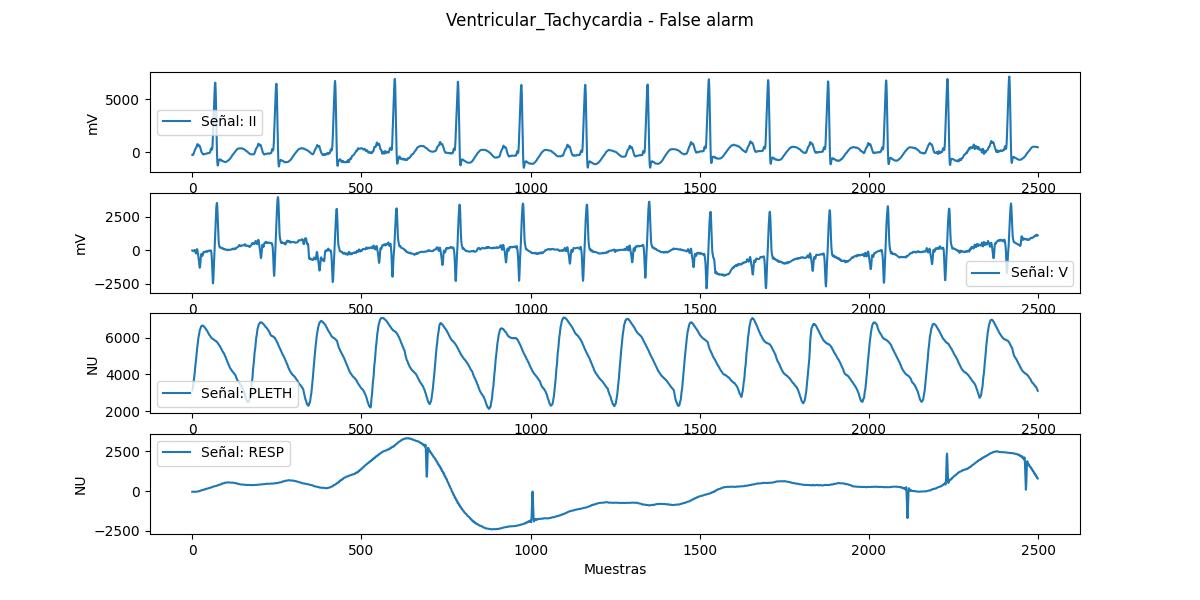 Ventricular_Tachycardia - False alarm
5000
0
mV
Señal: II
0 500 1000 1500 2000 2500
2500
0
−2500
mV
Señal: V
0 500 1000 1500 2000 2500
6000
4000
2000
NU
Señal: PLETH
0 500 1000 1500 2000 2500
2500
0
−2500
NU
Señal: RESP
0 500 1000 1500 2000 2500
Muestras